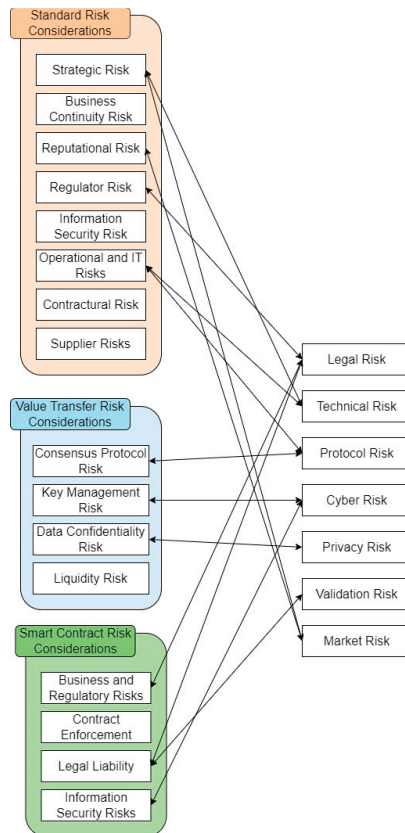 Standard Risk
Considerations
Strategic Risk
Business
Continuity Risk
Reputational Risk
Regulator Risk
Information
Security Risk
Operational and IT
Risks
Contractural Risk
Supplier Risks
Value Transfer Risk
Considerations
Consensus Protocol
Risk
Key Management
Risk
Data Confidentiality
Risk
Liquidity Risk
Smart Contract Risk
Considerations
Business and
Regulatory Risks
Contract
Enforcement
Legal Liability
Information
Security Risks
Legal Risk
Technical Risk
Protocol Risk
Cyber Risk
Privacy Risk
Validation Risk
Market Risk